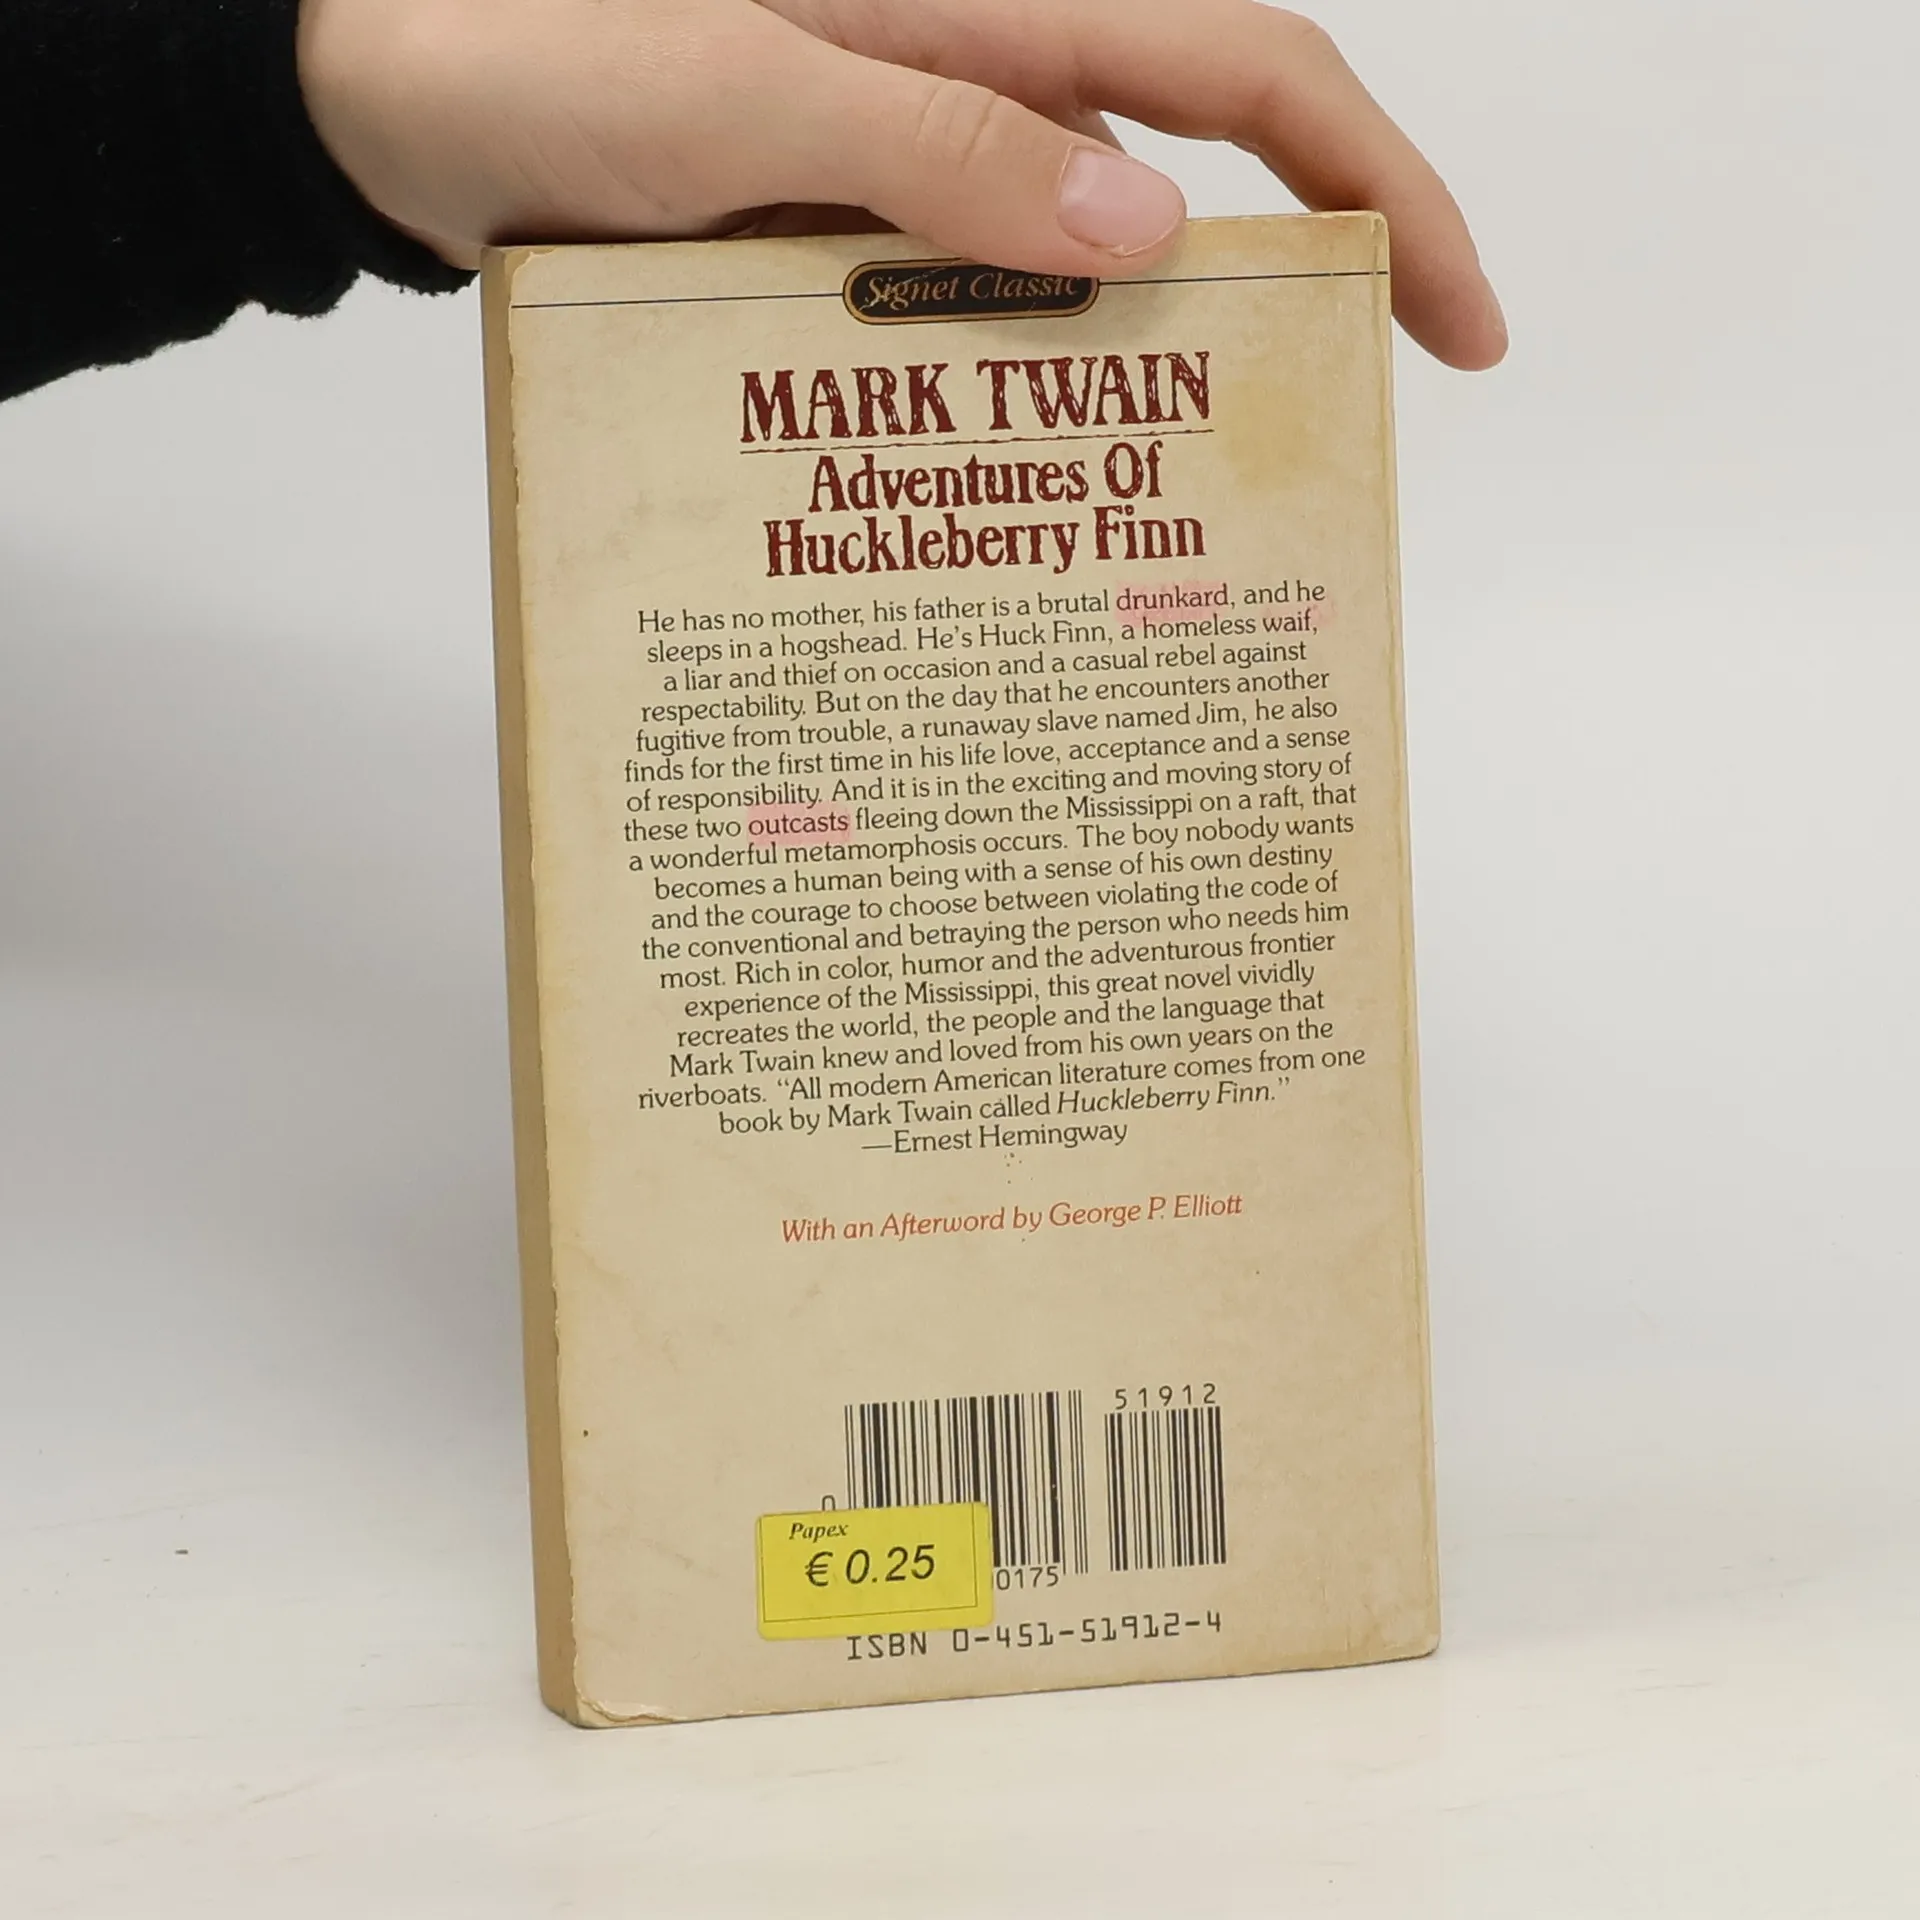 Signet Classic
MARK TWAIN
Adventures Of
Huckleberry Finn
He has no mother, his father is a brutal drunkard, and he
sleeps in a hogshead. He's Huck Finn, a homeless waif,
a liar and thief on occasion and a casual rebel against
respectability. But on the day that he encounters another
fugitive from trouble, a runaway slave named Jim, he also
finds for the first time in his life love, acceptance and a sense
of responsibility. And it is in the exciting and moving story of
these two outcasts fleeing down the Mississippi on a raft, that
a wonderful metamorphosis occurs. The boy nobody wants
becomes a human being with a sense of his own destiny
and the courage to choose between violating the code of
the conventional and betraying the person who needs him
most. Rich in color, humor and the adventurous frontier
experience of the Mississippi, this great novel vividly
recreates the world, the people and the language that
Mark Twain knew and loved from his own years on the
riverboats. “All modern American literature comes from one
book by Mark Twain called Huckleberry Finn.”
—Ernest Hemingway
With an Afterword by George P. Elliott
51912
0
Papex
€ 0.25
0175
ISBN 0-451-51912-4